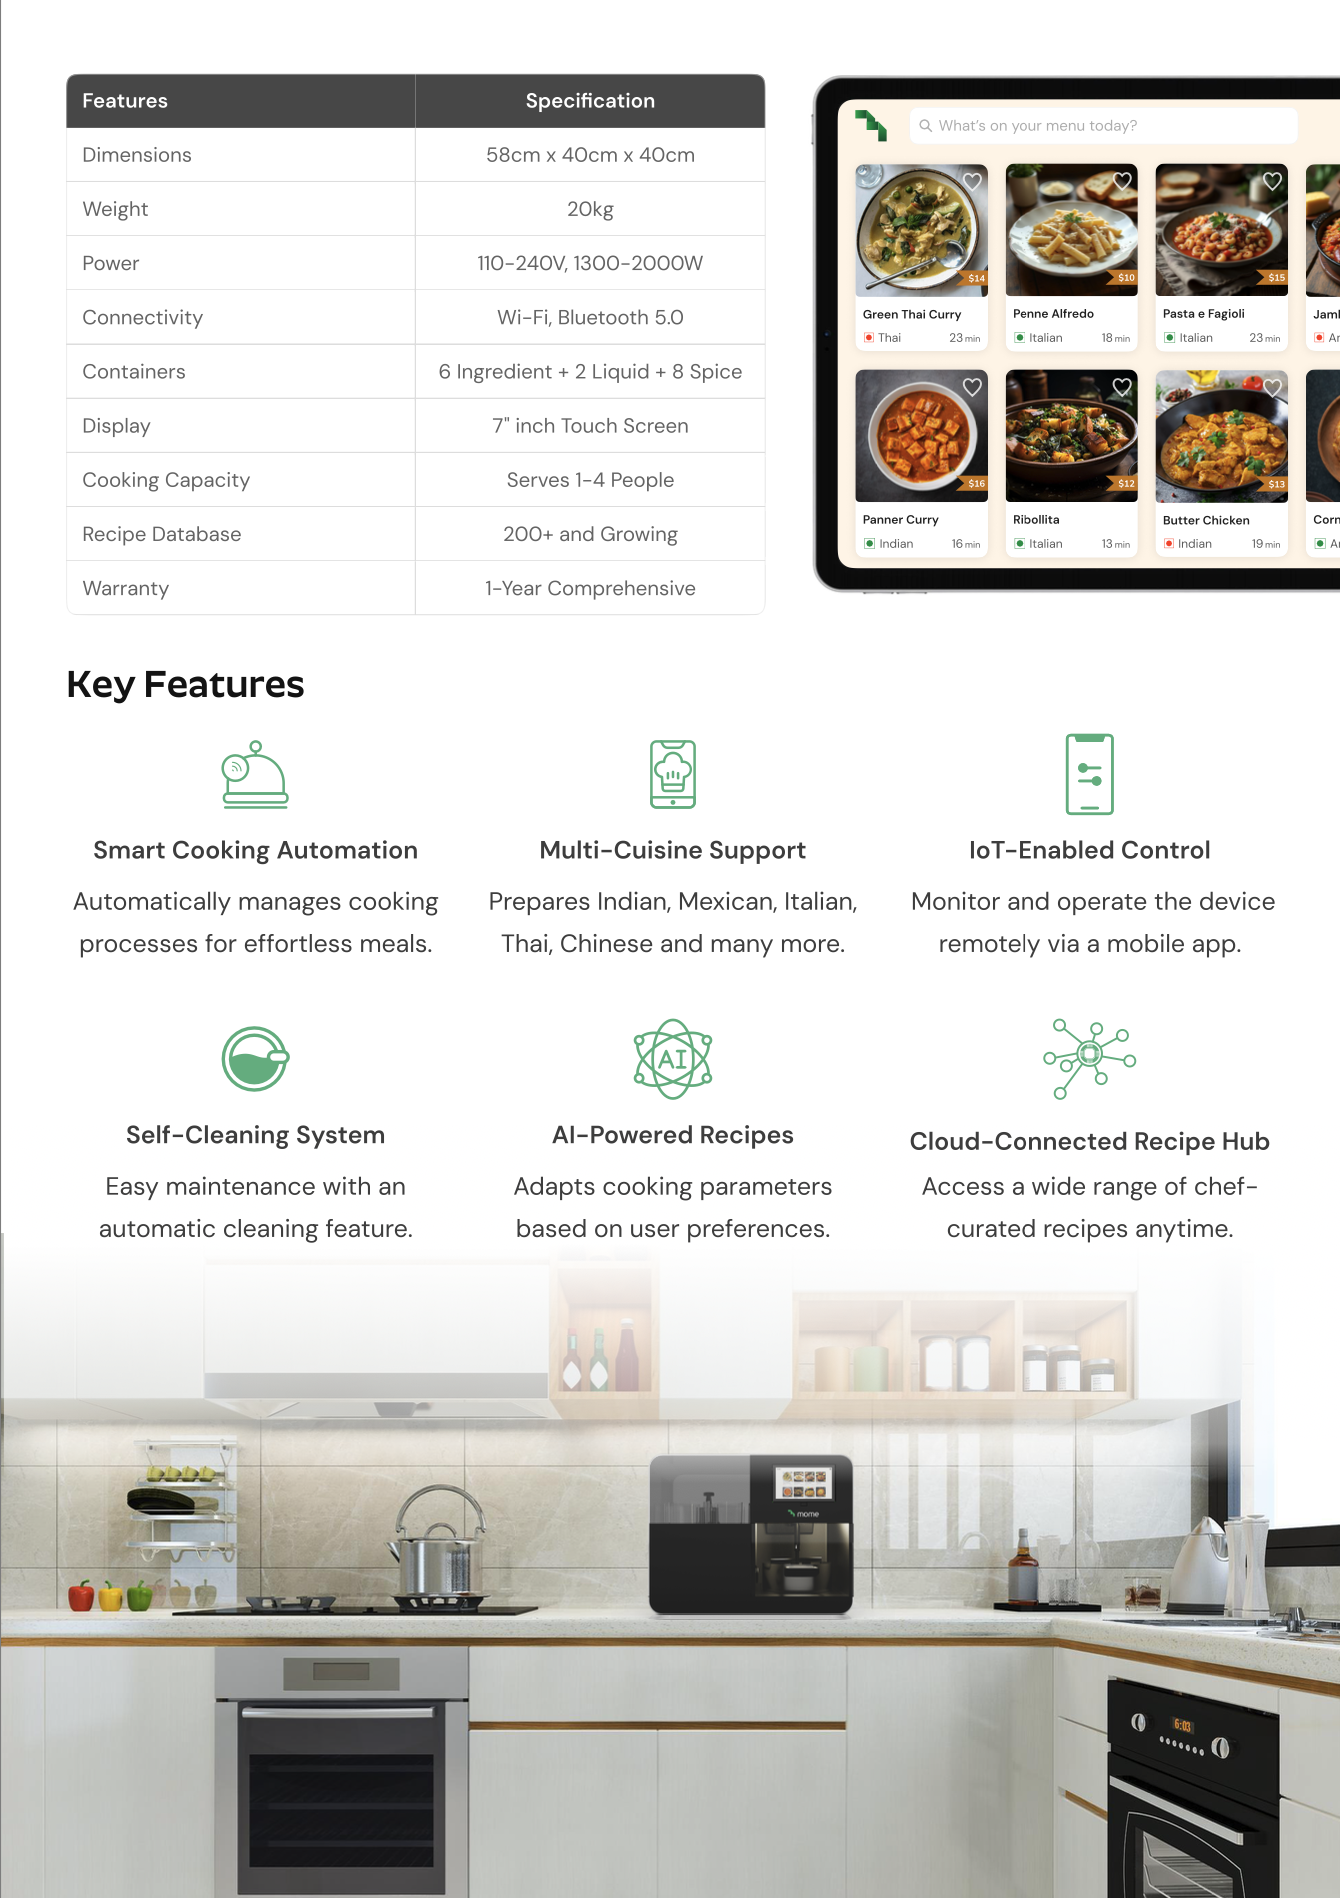 Features Specification
Dimensions 58cm x 40cm x 40cm
Weight 20kg
Power 110-240V, 1300-2000W
Connectivity Wi-Fi, Bluetooth 5.0
Containers 6 Ingredient + 2 Liquid + 8 Spice
Display 7" inch Touch Screen
Cooking Capacity Serves 1-4 People
Recipe Database 200+ and Growing
Warranty 1-Year Comprehensive
What's on your menu today?
$14 $10 $15
Green Thai Curry Penne Alfredo Pasta e Fagioli Jaml
Thai 23 min Italian 18 min Italian 23 min Ar
$16 $12 $13
Panner Curry Ribollita Butter Chicken Corn
Indian 16 min Italian 13 min Indian 19 min Ar
Key Features
Smart Cooking Automation
Automatically manages cooking
processes for effortless meals.
Multi-Cuisine Support
Prepares Indian, Mexican, Italian,
Thai, Chinese and many more.
IoT-Enabled Control
Monitor and operate the device
remotely via a mobile app.
Self-Cleaning System
Easy maintenance with an
automatic cleaning feature.
AI
AI-Powered Recipes
Adapts cooking parameters
based on user preferences.
Cloud-Connected Recipe Hub
Access a wide range of chef-
curated recipes anytime.
mome
6:03